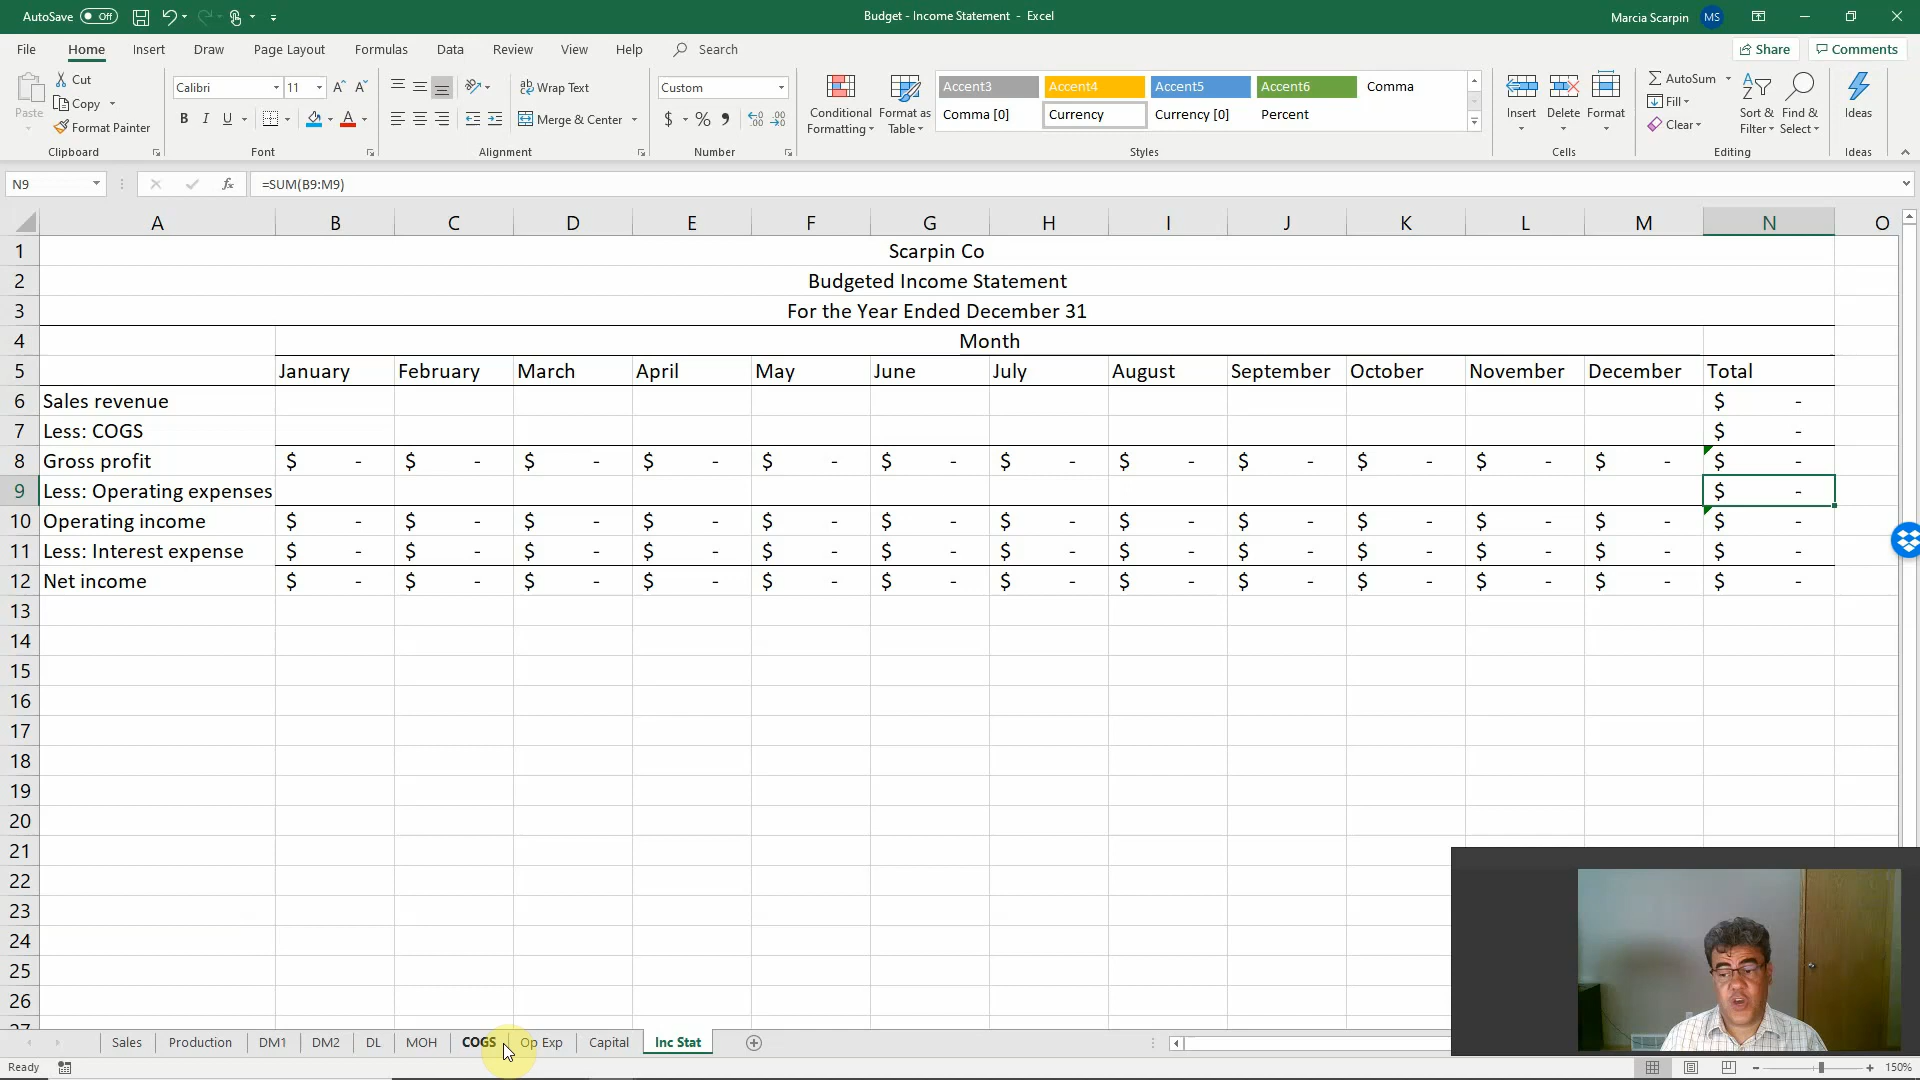 AutoSave Off Budget - Income Statement - Excel Marcia Scarpin MS
File Home Insert Draw Page Layout Formulas Data Review View Help Search Share Comments
Paste Cut Copy Format Painter Clipboard
Calibri 11 A A B I U A Font
ab Wrap Text Merge & Center Alignment
Custom $ % 9 Number
Conditional Formatting Format as Table
Accent3 Accent4 Accent5 Accent6 Comma
Comma [0] Currency Currency [0] Percent
Styles
Insert Delete Format Cells
AutoSum Fill Clear Sort & Filter Find & Select Editing
Ideas Ideas
N9 fx =SUM(B9:M9)
A B C D E F G H I J K L M N O
1 Scarpin Co
2 Budgeted Income Statement
3 For the Year Ended December 31
4 Month
5 January February March April May June July August September October November December Total
6 Sales revenue $ -
7 Less: COGS $ -
8 Gross profit $ - $ - $ - $ - $ - $ - $ - $ - $ - $ - $ - $ - $ -
9 Less: Operating expenses $ -
10 Operating income $ - $ - $ - $ - $ - $ - $ - $ - $ - $ - $ - $ - $ -
11 Less: Interest expense $ - $ - $ - $ - $ - $ - $ - $ - $ - $ - $ - $ - $ -
12 Net income $ - $ - $ - $ - $ - $ - $ - $ - $ - $ - $ - $ - $ -
13
14
15
16
17
18
19
20
21
22
23
24
25
26
27
Sales Production DM1 DM2 DL MOH COGS Op Exp Capital Inc Stat
Ready 150%